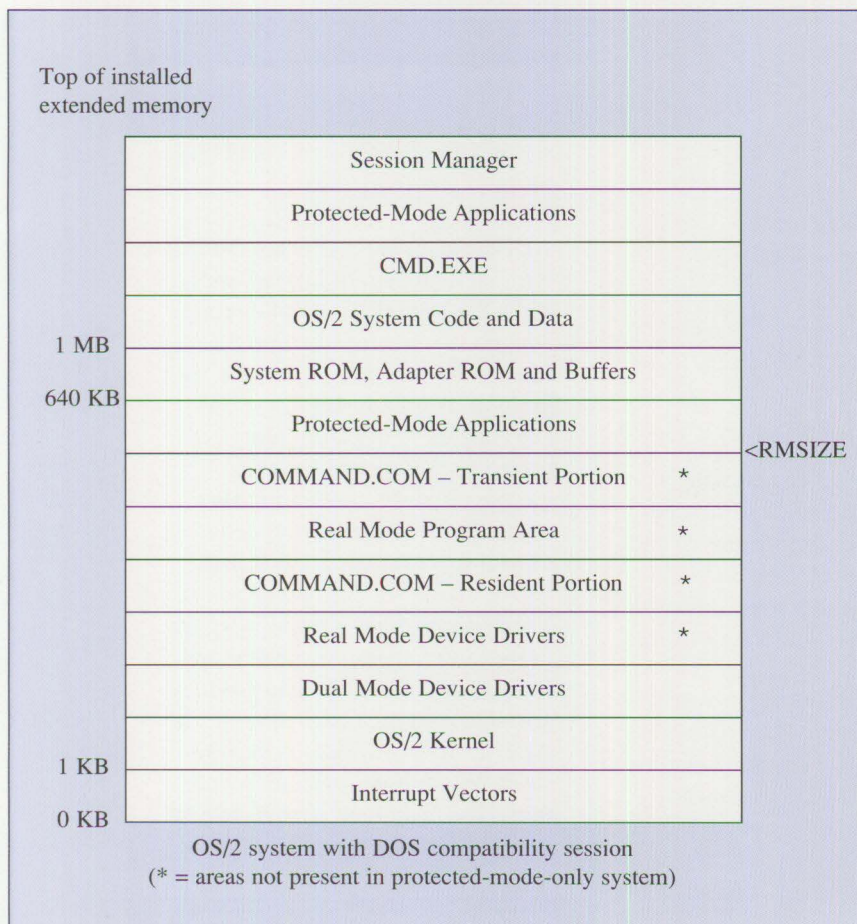 Top of installed
extended memory
Session Manager
Protected-Mode Applications
CMD.EXE
OS/2 System Code and Data
1 MB
System ROM, Adapter ROM and Buffers
640 KB
Protected-Mode Applications
<RMSIZE
COMMAND.COM – Transient Portion *
Real Mode Program Area *
COMMAND.COM – Resident Portion *
Real Mode Device Drivers *
Dual Mode Device Drivers
OS/2 Kernel
1 KB
Interrupt Vectors
0 KB
OS/2 system with DOS compatibility session
(* = areas not present in protected-mode-only system)